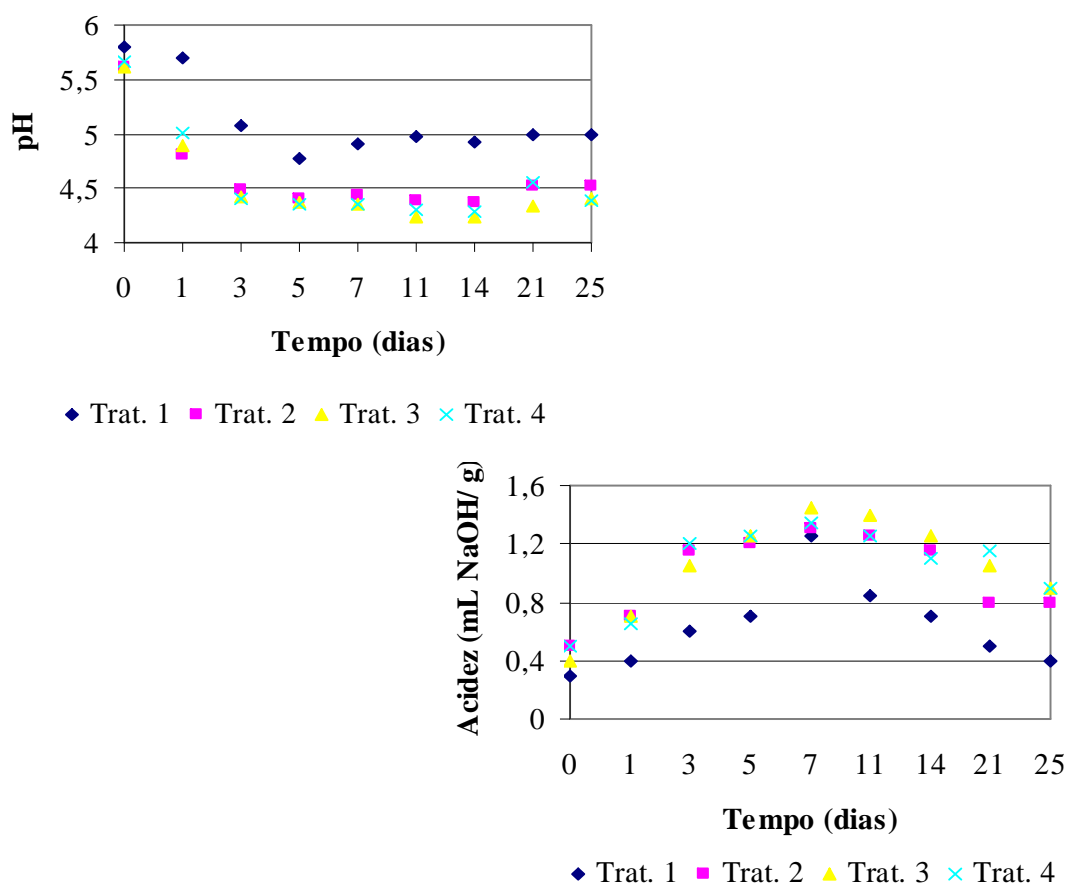 pH
6
5,5
5
4,5
4
0 1 3 5 7 11 14 21 25
Tempo (dias)
Trat. 1 Trat. 2 Trat. 3 Trat. 4
Acidez (mL NaOH/ g)
1,6
1,2
0,8
0,4
0
0 1 3 5 7 11 14 21 25
Tempo (dias)
Trat. 1 Trat. 2 Trat. 3 Trat. 4